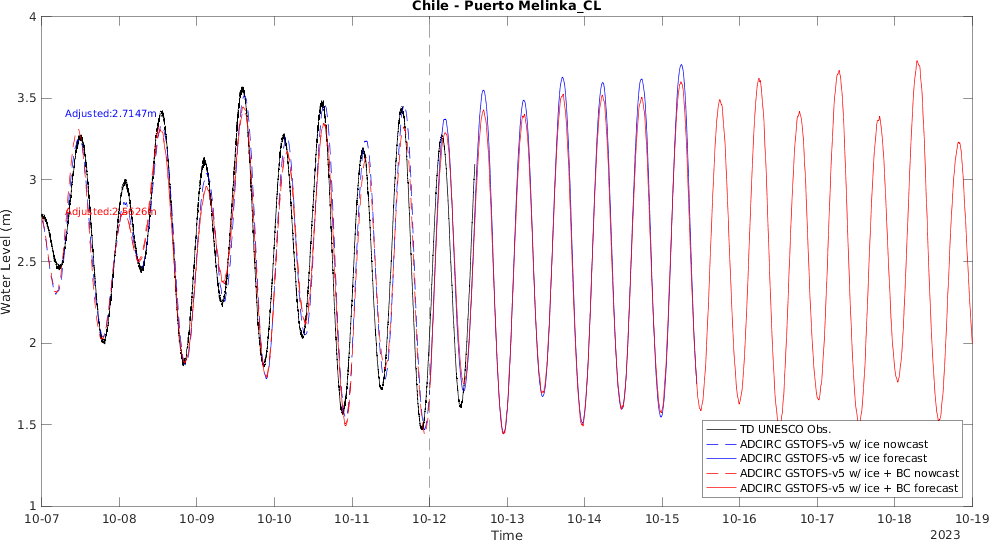 Chile - Puerto Melinka_CL
4
3.5
3
2.5
2
1.5
1
Water Level (m)
Adjusted:2.7147m
TD UNESCO Obs.
ADCIRC GSTOFS-v5 w/ ice nowcast
ADCIRC GSTOFS-v5 w/ ice forecast
ADCIRC GSTOFS-v5 w/ ice + BC nowcast
ADCIRC GSTOFS-v5 w/ ice + BC forecast
10-07 10-08 10-09 10-10 10-11 10-12 10-13 10-14 10-15 10-16 10-17 10-18 10-19
Time
2023